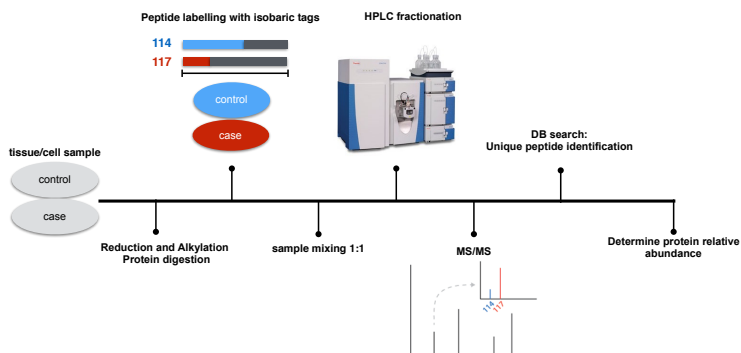 Peptide labelling with isobaric tags
114
117
control
case
HPLC fractionation
DB search:
Unique peptide identification
tissue/cell sample
control
case
Reduction and Alkylation
Protein digestion
sample mixing 1:1
MS/MS
Determine protein relative
abundance
114
117